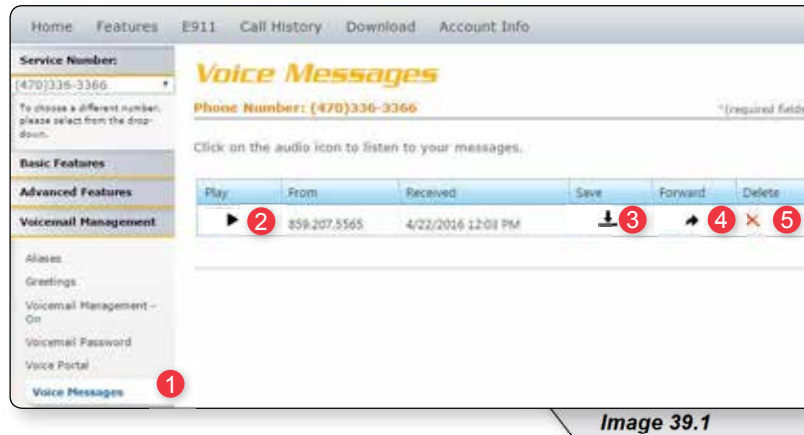 Home Features E911 Call History Download Account Info
Service Number:
(470)336-3366
To choose a different number,
please select from the drop-
down.
Basic Features
Advanced Features
Voicemail Management
Aliases
Greetings
Voicemail Management -
On
Voicemail Password
Voice Portal
Voice Messages 1
Voice Messages
Phone Number: (470)336-3366 *(required fields
Click on the audio icon to listen to your messages.
Play From Received Save Forward Delete
2 859.207.5565 4/22/2016 12:03 PM 3 4 5
Image 39.1